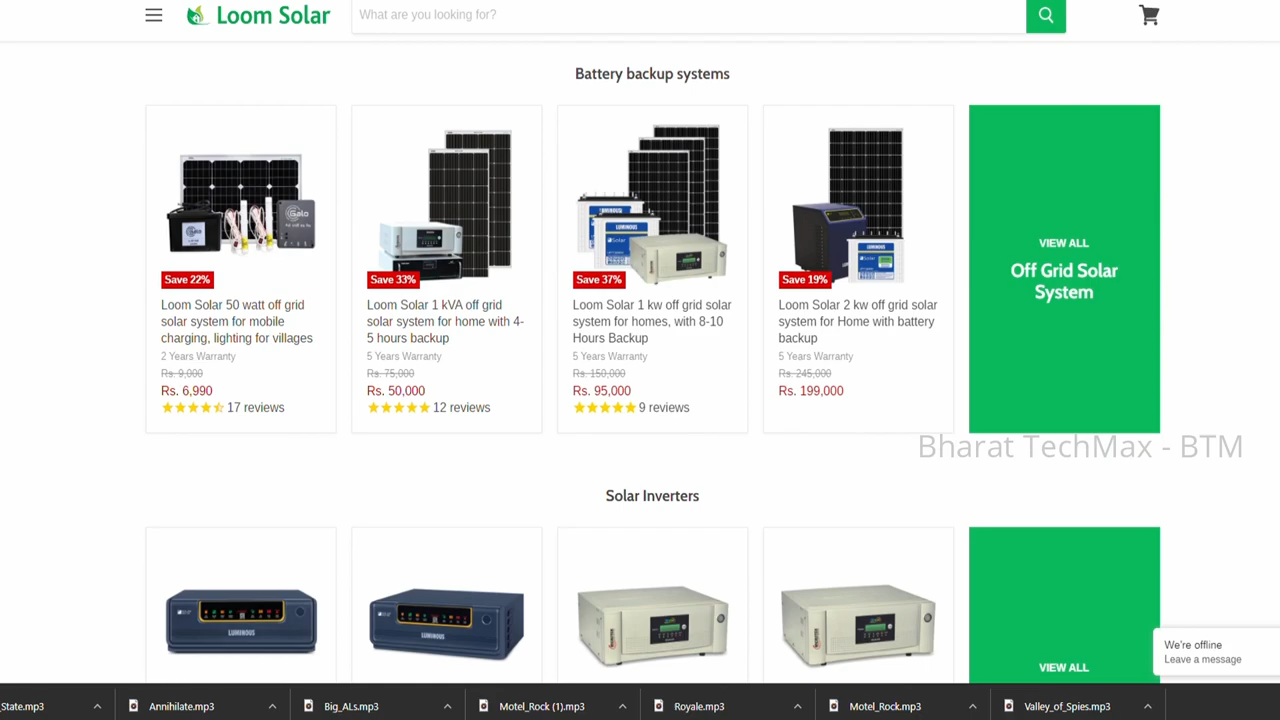 Loom Solar
What are you looking for?
Battery backup systems
Galo
LUMINOUS
LUMINOUS
Solar
LUMINOUS
Solar
Save 22%
Save 33%
Save 37%
Save 19%
Loom Solar 50 watt off grid
solar system for mobile
charging, lighting for villages
2 Years Warranty
Rs. 9,000
Rs. 6,990
17 reviews
Loom Solar 1 kVA off grid
solar system for home with 4-
5 hours backup
5 Years Warranty
Rs. 75,000
Rs. 50,000
12 reviews
Loom Solar 1 kw off grid solar
system for homes, with 8-10
Hours Backup
5 Years Warranty
Rs. 150,000
Rs. 95,000
9 reviews
Loom Solar 2 kw off grid solar
system for Home with battery
backup
5 Years Warranty
Rs. 245,000
Rs. 199,000
VIEW ALL
Off Grid Solar
System
Bharat TechMax - BTM
Solar Inverters
LUMINOUS
LUMINOUS
VIEW ALL
We're offline
Leave a message
_State.mp3
Annihilate.mp3
Big_ALs.mp3
Motel_Rock (1).mp3
Royale.mp3
Motel_Rock.mp3
Valley_of_Spies.mp3